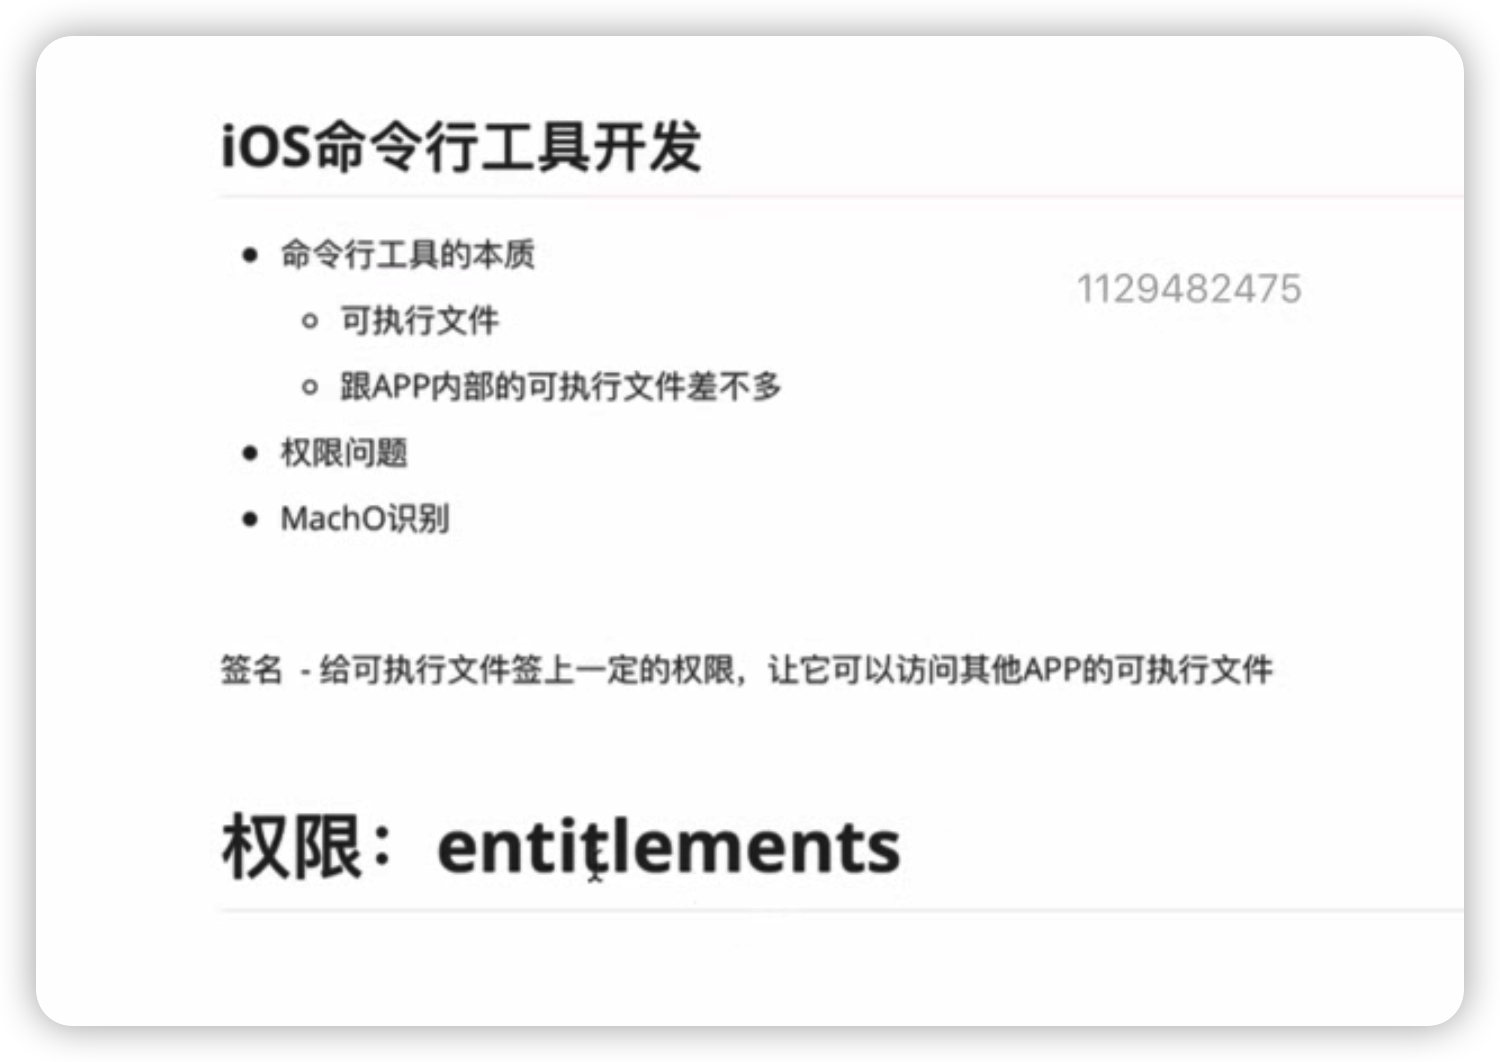 iOS命令行工具开发
命令行工具的本质
1129482475
可执行文件
跟APP内部的可执行文件差不多
权限问题
MachO识别
签名 - 给可执行文件签上一定的权限，让它可以访问其他APP的可执行文件
权限：entitlements